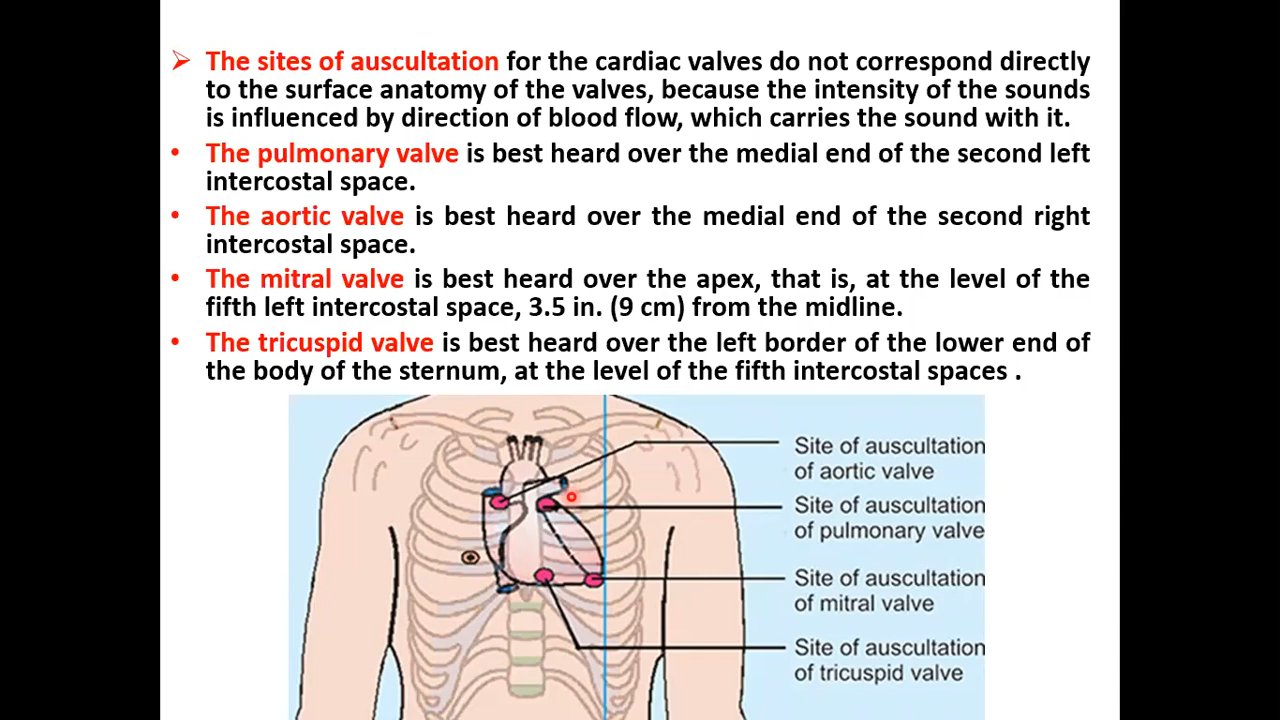 The sites of auscultation for the cardiac valves do not correspond directly
to the surface anatomy of the valves, because the intensity of the sounds
is influenced by direction of blood flow, which carries the sound with it.
• The pulmonary valve is best heard over the medial end of the second left
intercostal space.
• The aortic valve is best heard over the medial end of the second right
intercostal space.
• The mitral valve is best heard over the apex, that is, at the level of the
fifth left intercostal space, 3.5 in. (9 cm) from the midline.
• The tricuspid valve is best heard over the left border of the lower end of
the body of the sternum, at the level of the fifth intercostal spaces .
Site of auscultation
of aortic valve
Site of auscultation
of pulmonary valve
Site of auscultation
of mitral valve
Site of auscultation
of tricuspid valve